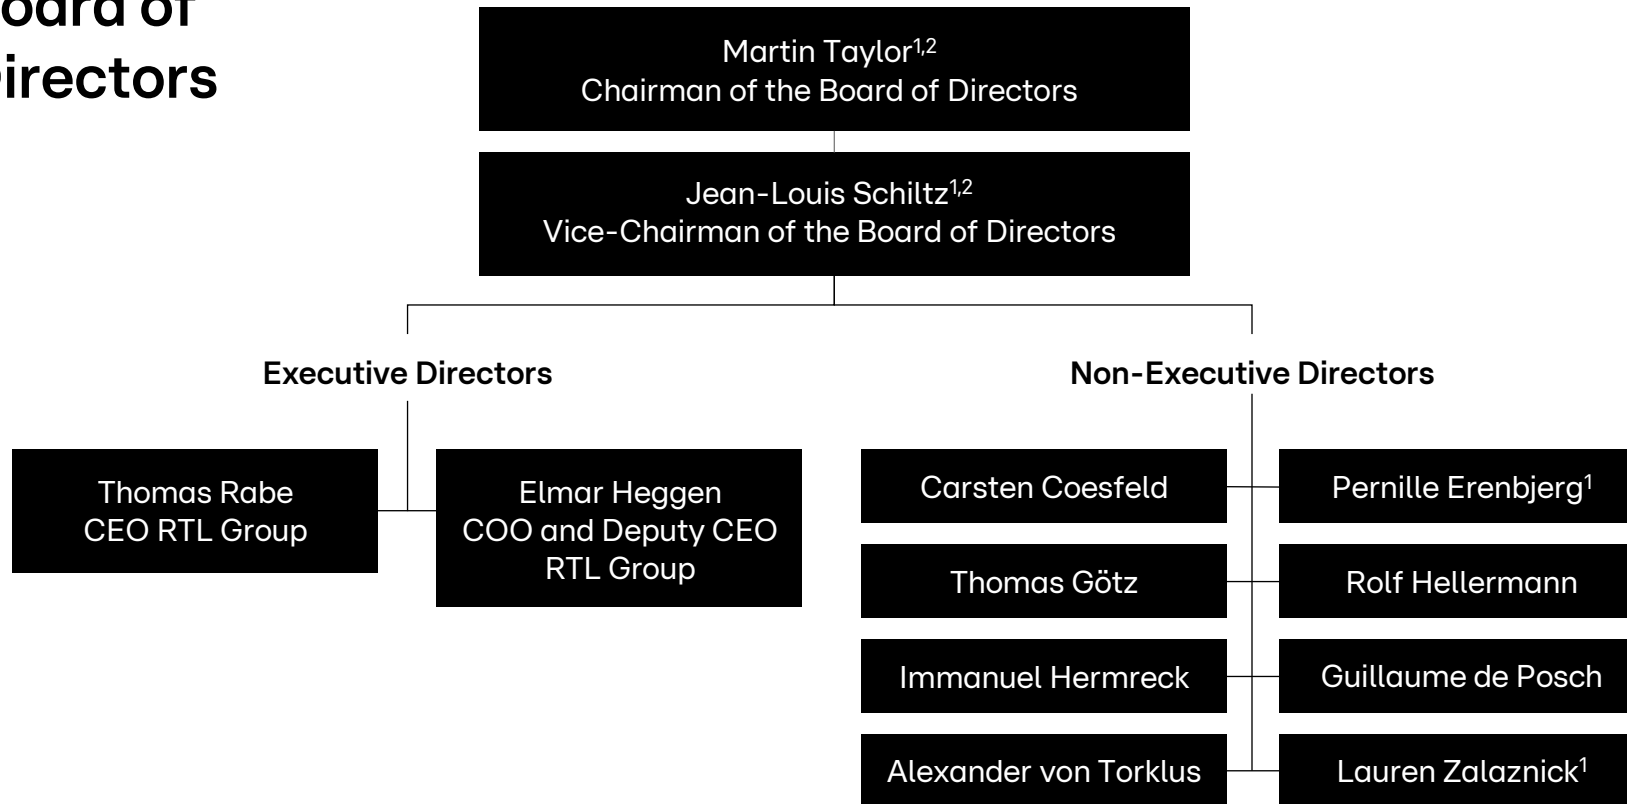 oard of
irectors
Martin Taylor1,2
Chairman of the Board of Directors
Jean-Louis Schiltz1,2
Vice-Chairman of the Board of Directors
Executive Directors
Non-Executive Directors
Thomas Rabe
CEO RTL Group
Elmar Heggen
COO and Deputy CEO
RTL Group
Carsten Coesfeld
Pernille Erenbjerg1
Thomas Götz
Rolf Hellermann
Immanuel Hermreck
Guillaume de Posch
Alexander von Torklus
Lauren Zalaznick1